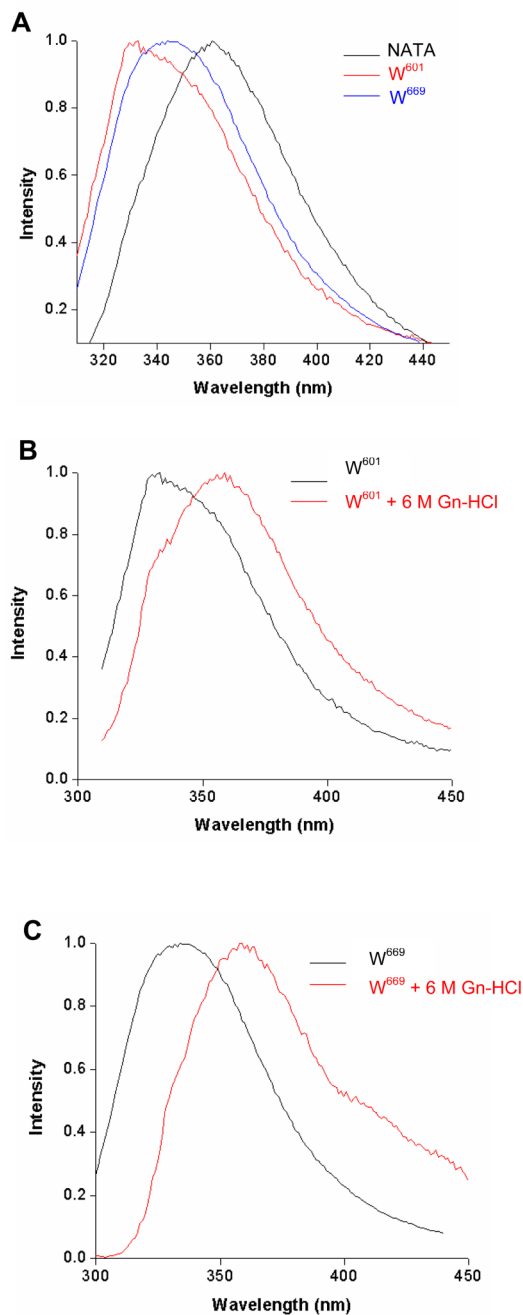 A
NATA
W601
W669
1.0
0.8
0.6
0.4
0.2
Intensity
320 340 360 380 400 420 440
Wavelength (nm)
B
W601
W601 + 6 M Gn-HCl
1.0
0.8
0.6
0.4
0.2
0.0
Intensity
300 350 400 450
Wavelength (nm)
C
W669
W669 + 6 M Gn-HCl
1.0
0.8
0.6
0.4
0.2
0.0
Intensity
300 350 400 450
Wavelength (nm)